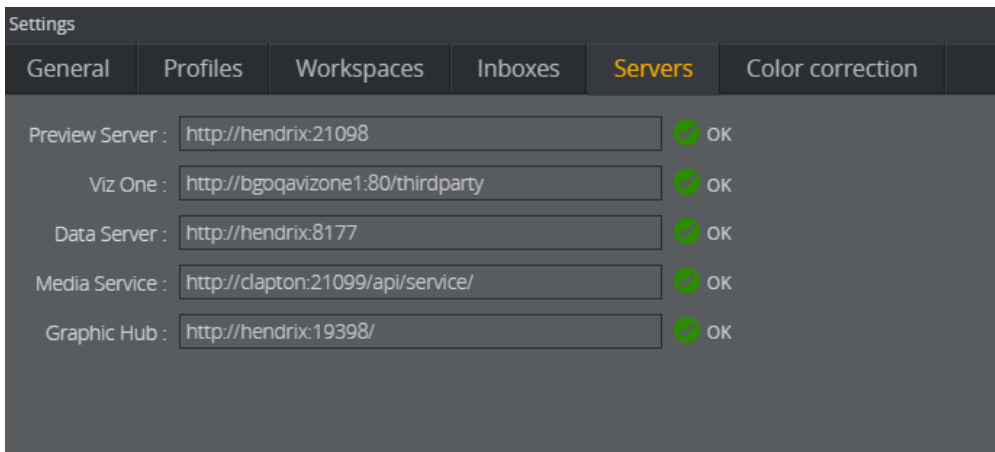 Settings
General Profiles Workspaces Inboxes Servers Color correction
Preview Server : http://hendrix:21098 OK
Viz One : http://bgoqavizone1:80/thirdparty OK
Data Server : http://hendrix:8177 OK
Media Service : http://clapton:21099/api/service/ OK
Graphic Hub : http://hendrix:19398/ OK